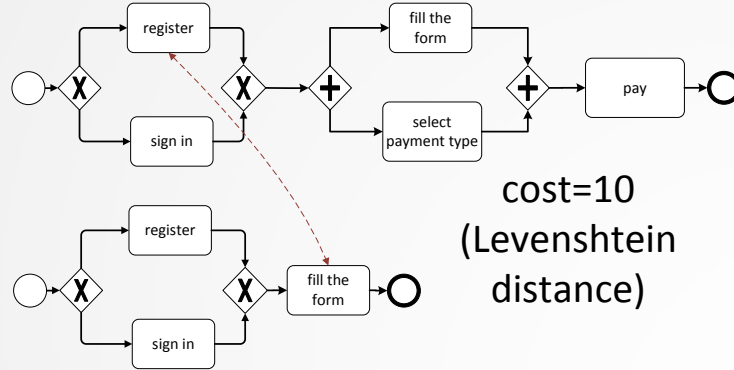 register
fill the
form
X
X
+
+
pay
sign in
select
payment type
cost=10
(Levenshtein
distance)
register
X
X
fill the
form
sign in